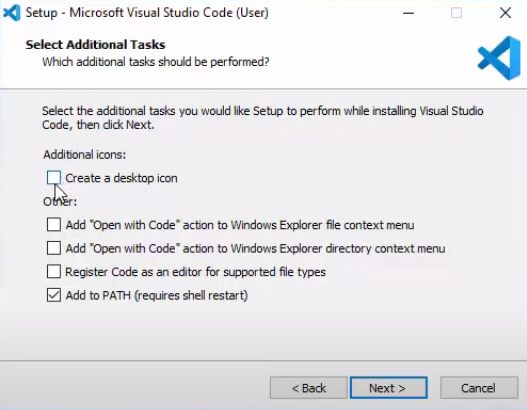 Setup - Microsoft Visual Studio Code (User)
Select Additional Tasks
Which additional tasks should be performed?
Select the additional tasks you would like Setup to perform while installing Visual Studio
Code, then click Next.
Additional icons:
Create a desktop icon
Other:
Add "Open with Code" action to Windows Explorer file context menu
Add "Open with Code" action to Windows Explorer directory context menu
Register Code as an editor for supported file types
Add to PATH (requires shell restart)
< Back
Next >
Cancel